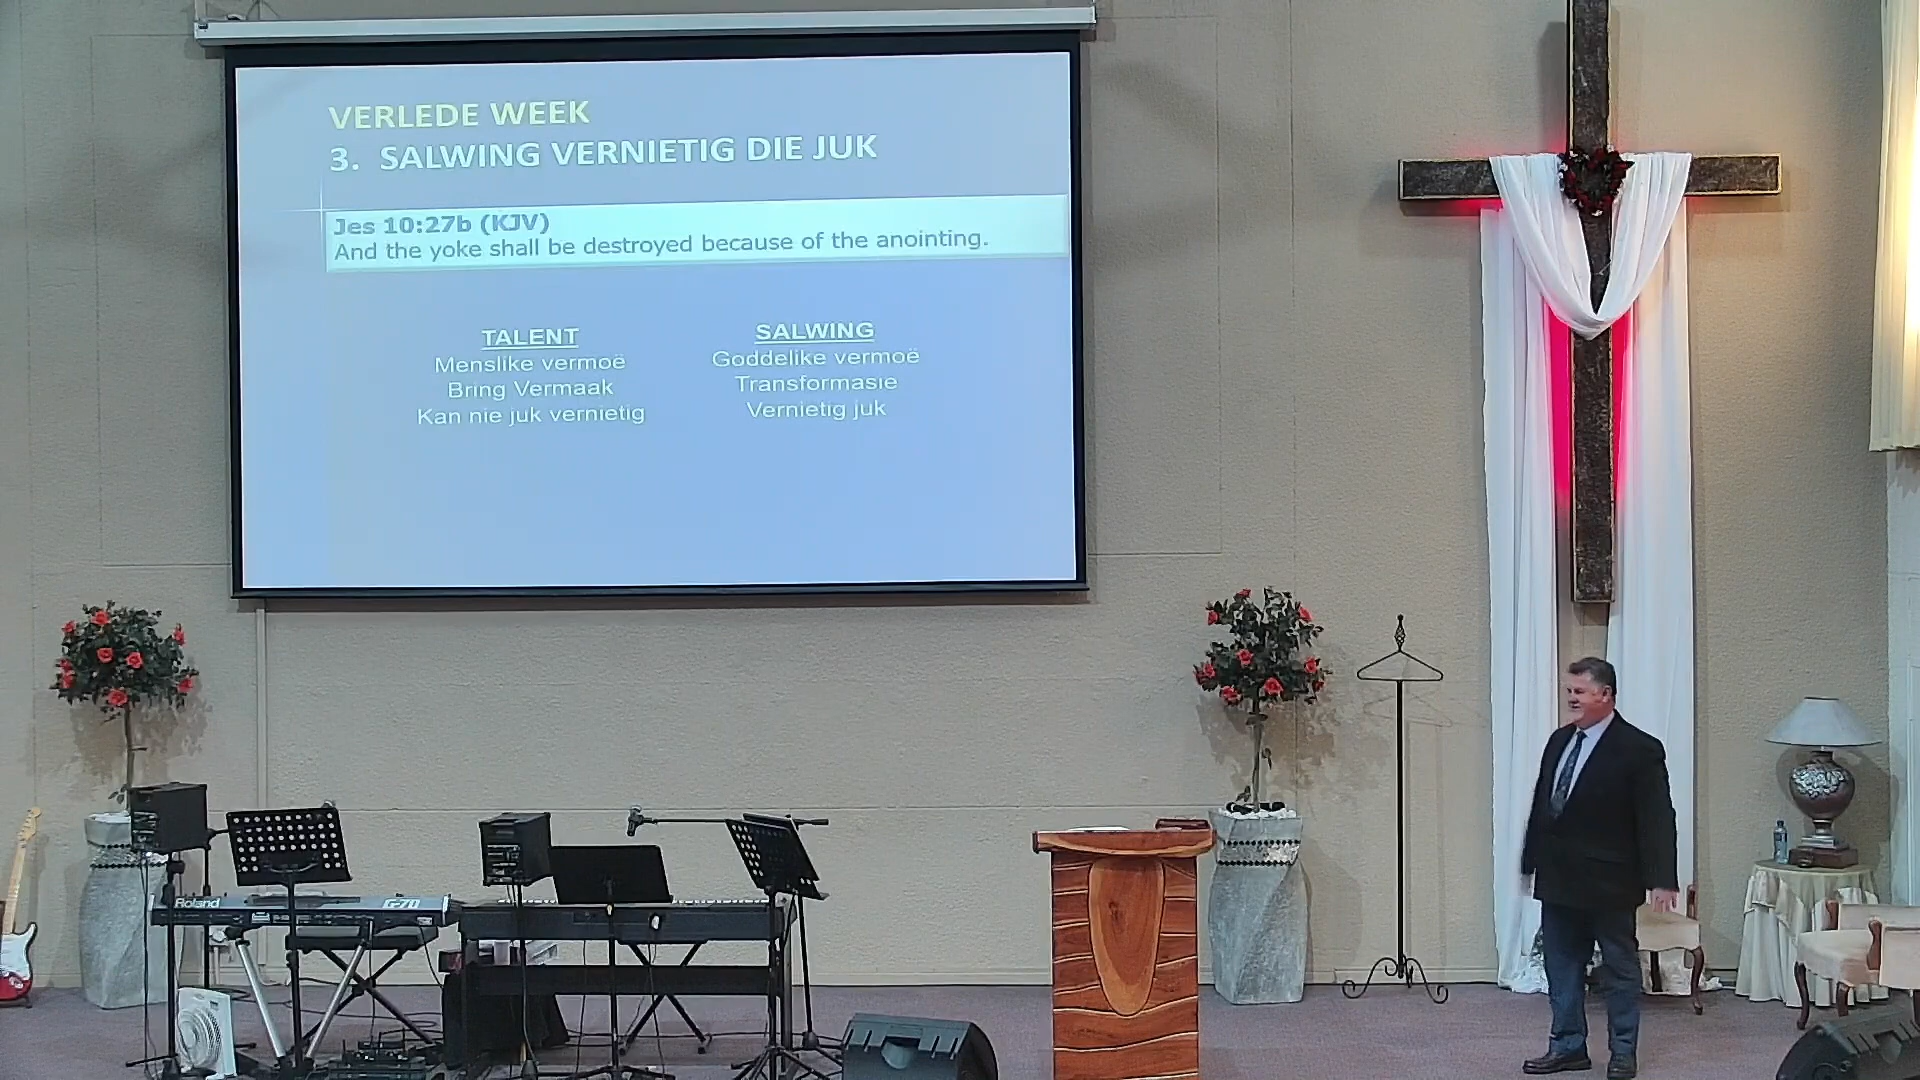 VERLEDE WEEK
3. SALWING VERNIETIG DIE JUK
Jes 10:27b (KJV)
And the yoke shall be destroyed because of the anointing.
TALENT
Menslike vermoë
Bring Vermaak
Kan nie juk vernietig
SALWING
Goddelike vermoë
Transformasie
Vernietig juk
Roland
G-70